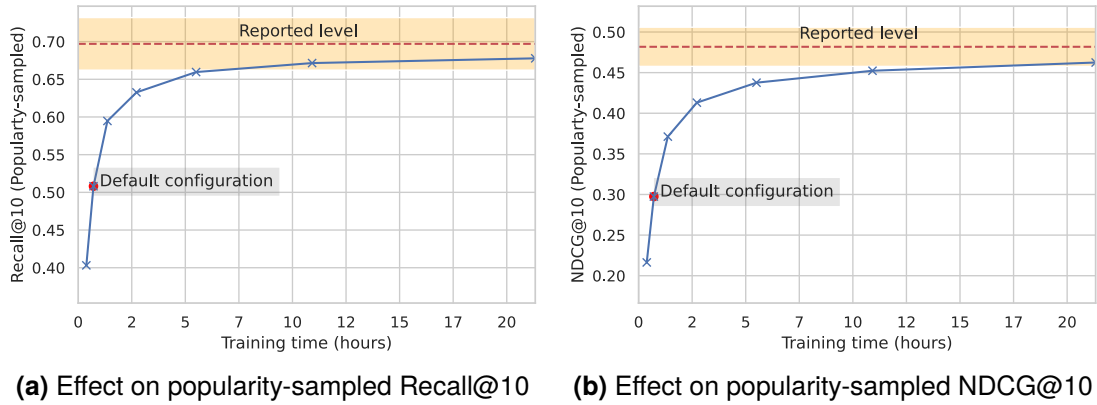 Reported level
Default configuration
Recall@10 (Popularty-sampled)
0.70
0.65
0.60
0.55
0.50
0.45
0.40
0 2 5 7 10 12 15 17 20
Training time (hours)
(a) Effect on popularity-sampled Recall@10
Reported level
Default configuration
NDCG@10 (Popularty-sampled)
0.50
0.45
0.40
0.35
0.30
0.25
0.20
0 2 5 7 10 12 15 17 20
Training time (hours)
(b) Effect on popularity-sampled NDCG@10